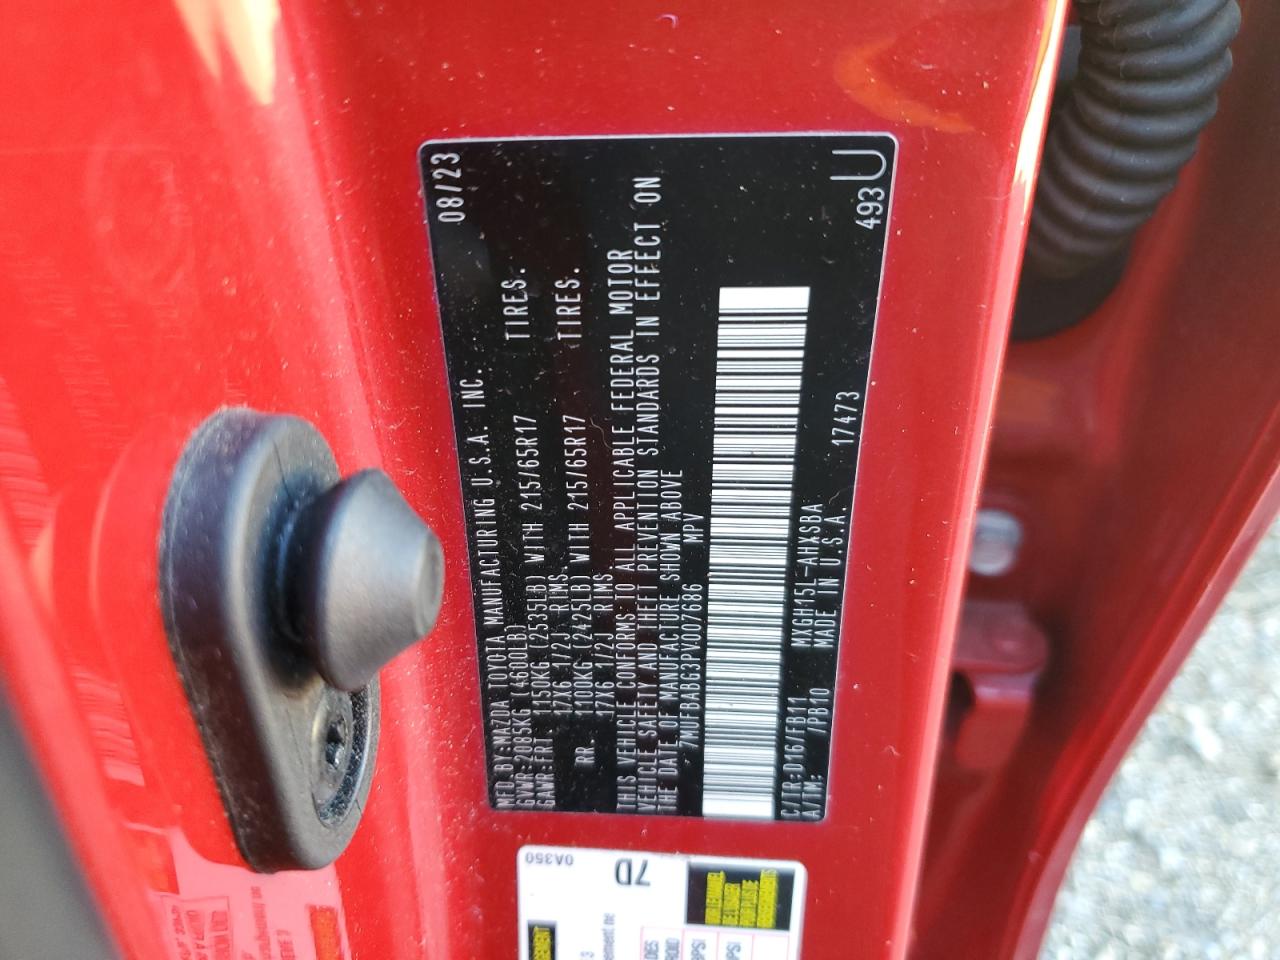 MFD. BY:MAZDA TOYOTA MANUFACTURING U.S.A. INC. 08/23
GVWR:2085KG (4600LB)
GAWR:FRT. 1150KG (2535LB) WITH 215/65R17 TIRES.
17X6 1/2J RIMS.
RR. 1100KG (2425LB) WITH 215/65R17 TIRES.
17X6 1/2J RIMS
THIS VEHICLE CONFORMS TO ALL APPLICABLE FEDERAL MOTOR
VEHICLE SAFETY AND THEFT PREVENTION STANDARDS IN EFFECT ON
THE DATE OF MANUFACTURE SHOWN ABOVE
7MUFBABG3PV007686 MPV
C/TR:D16/FB11 MXGH15L-AHXSBA
A/TM: /PB10 MADE IN U.S.A. 17473 493U
0A350
7D